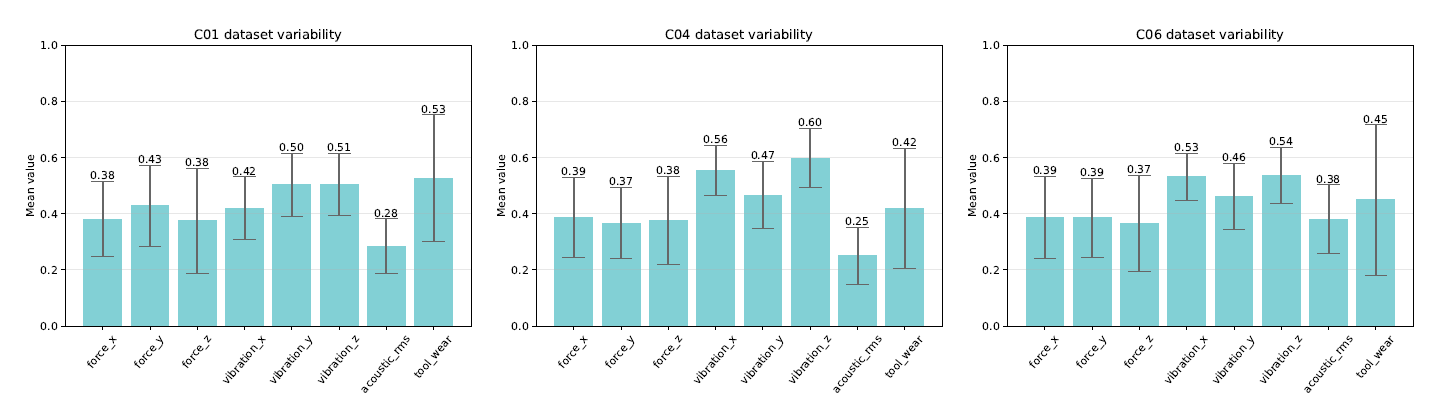 C01 dataset variability
Mean value
1.0
0.8
0.6
0.4
0.2
0.0
0.38
0.43
0.38
0.42
0.50
0.51
0.28
0.53
force_x
force_y
force_z
vibration_x
vibration_y
vibration_z
acoustic_rms
tool_wear
C04 dataset variability
Mean value
1.0
0.8
0.6
0.4
0.2
0.0
0.39
0.37
0.38
0.56
0.47
0.60
0.25
0.42
force_x
force_y
force_z
vibration_x
vibration_y
vibration_z
acoustic_rms
tool_wear
C06 dataset variability
Mean value
1.0
0.8
0.6
0.4
0.2
0.0
0.39
0.39
0.37
0.53
0.46
0.54
0.38
0.45
force_x
force_y
force_z
vibration_x
vibration_y
vibration_z
acoustic_rms
tool_wear